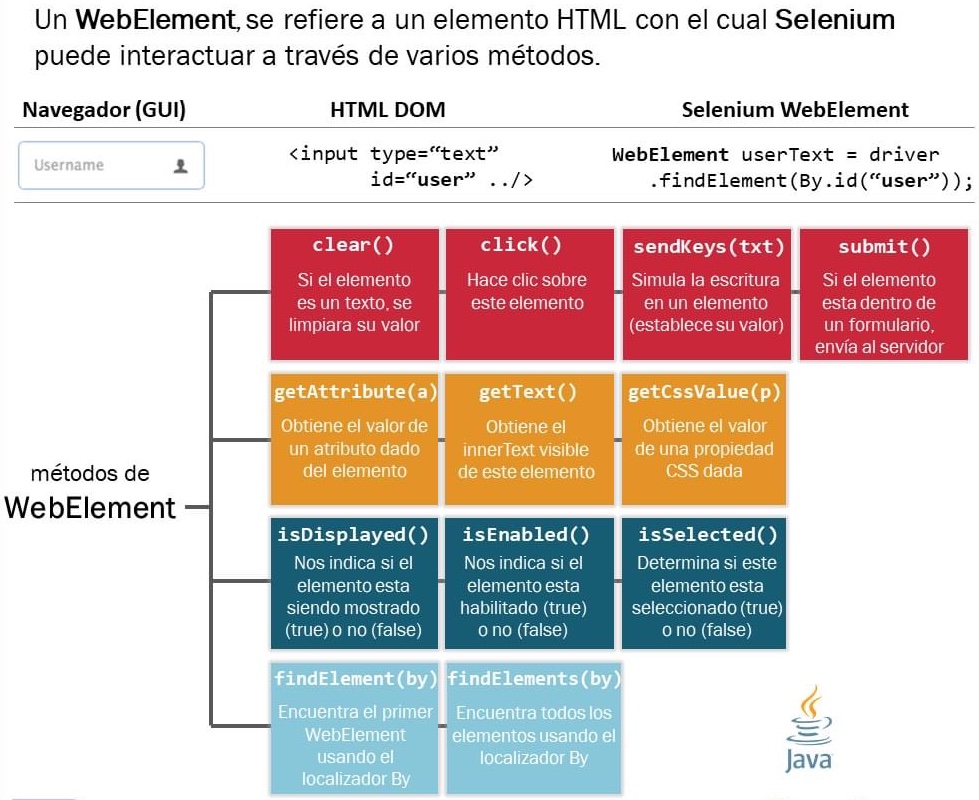 Un WebElement, se refiere a un elemento HTML con el cual Selenium
puede interactuar a través de varios métodos.
Navegador (GUI)
HTML DOM
Selenium WebElement
Username
<input type=“text”
id=“user” ../>
WebElement userText = driver
.findElement(By.id(“user”));
métodos de
WebElement
clear()
Si el elemento
es un texto, se
limpiara su valor
click()
Hace clic sobre
este elemento
sendKeys(txt)
Simula la escritura
en un elemento
(establece su valor)
submit()
Si el elemento
esta dentro de
un formulario,
envía al servidor
getAttribute(a)
Obtiene el valor de
un atributo dado
del elemento
getText()
Obtiene el
innerText visible
de este elemento
getCssValue(p)
Obtiene el valor
de una propiedad
CSS dada
isDisplayed()
Nos indica si el
elemento esta
siendo mostrado
(true) o no (false)
isEnabled()
Nos indica si el
elemento esta
habilitado (true)
o no (false)
isSelected()
Determina si este
elemento esta
seleccionado (true)
o no (false)
findElement(by)
Encuentra el primer
WebElement
usando el
localizador By
findElements(by)
Encuentra todos los
elementos usando el
localizador By
Java